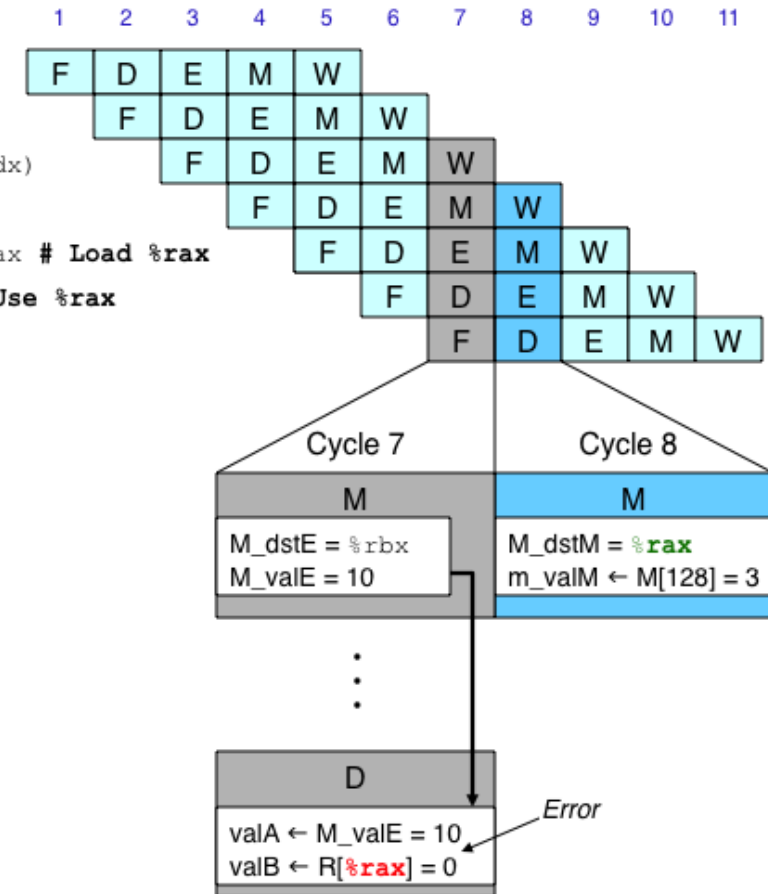 1 2 3 4 5 6 7 8 9 10 11
F D E M W
F D E M W
dx) F D E M W
F D E M W
ax # Load %rax F D E M W
Use %rax F D E M W
F D E M W
Cycle 7 Cycle 8
M M
M_dstE = %rbx M_dstM = %rax
M_valE = 10 m_valM ← M[128] = 3
D
Error
valA ← M_valE = 10
valB ← R[%rax] = 0